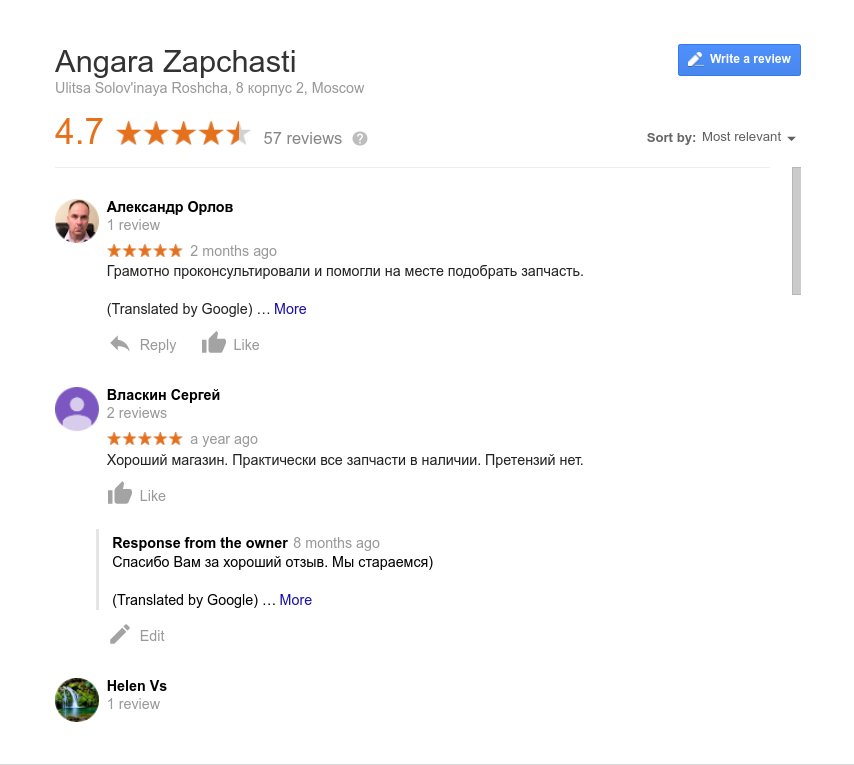 Angara Zapchasti
Write a review
Ulitsa Solov'inaya Roshcha, 8 корпус 2, Moscow
4.7 57 reviews ?
Sort by: Most relevant
Александр Орлов
1 review
2 months ago
Грамотно проконсультировали и помогли на месте подобрать запчасть.
(Translated by Google) … More
Reply Like
Власкин Сергей
2 reviews
a year ago
Хороший магазин. Практически все запчасти в наличии. Претензий нет.
Like
Response from the owner 8 months ago
Спасибо Вам за хороший отзыв. Мы стараемся)
(Translated by Google) … More
Edit
Helen Vs
1 review